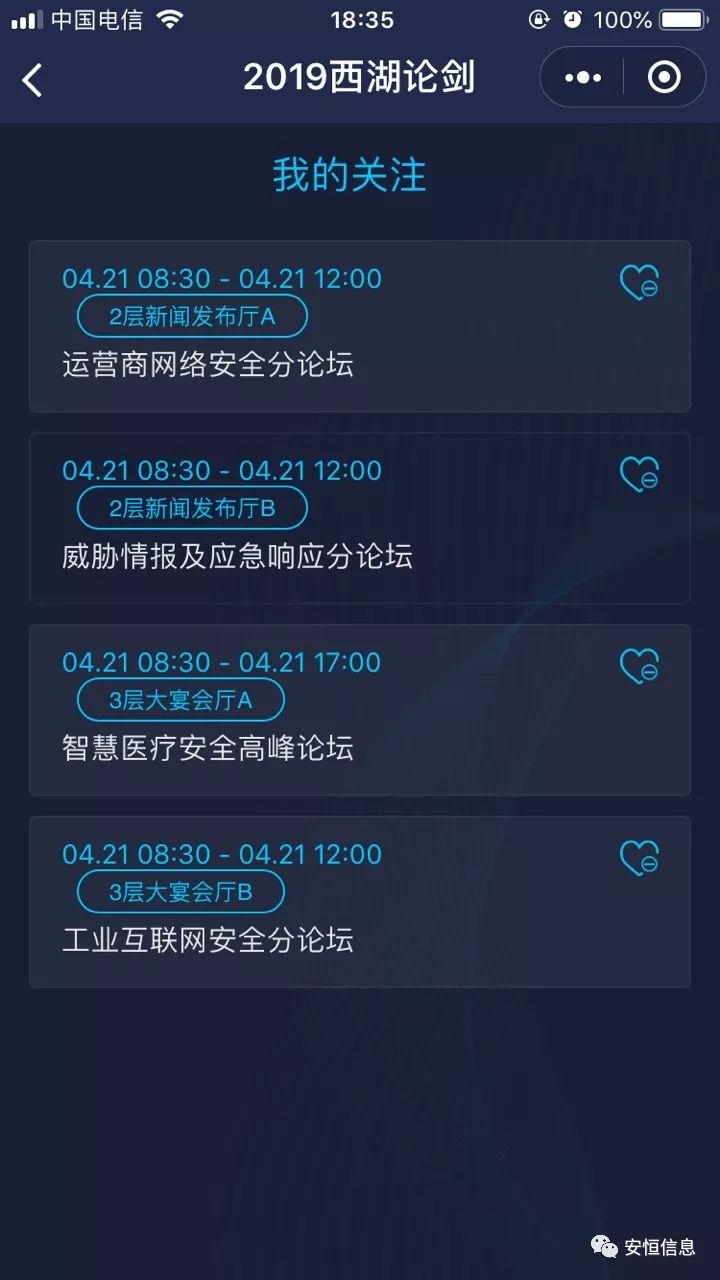 中国电信 18:35 100%
2019西湖论剑
我的关注
04.21 08:30 - 04.21 12:00
2层新闻发布厅A
运营商网络安全分论坛
04.21 08:30 - 04.21 12:00
2层新闻发布厅B
威胁情报及应急响应分论坛
04.21 08:30 - 04.21 17:00
3层大宴会厅A
智慧医疗安全高峰论坛
04.21 08:30 - 04.21 12:00
3层大宴会厅B
工业互联网安全分论坛
安恒信息